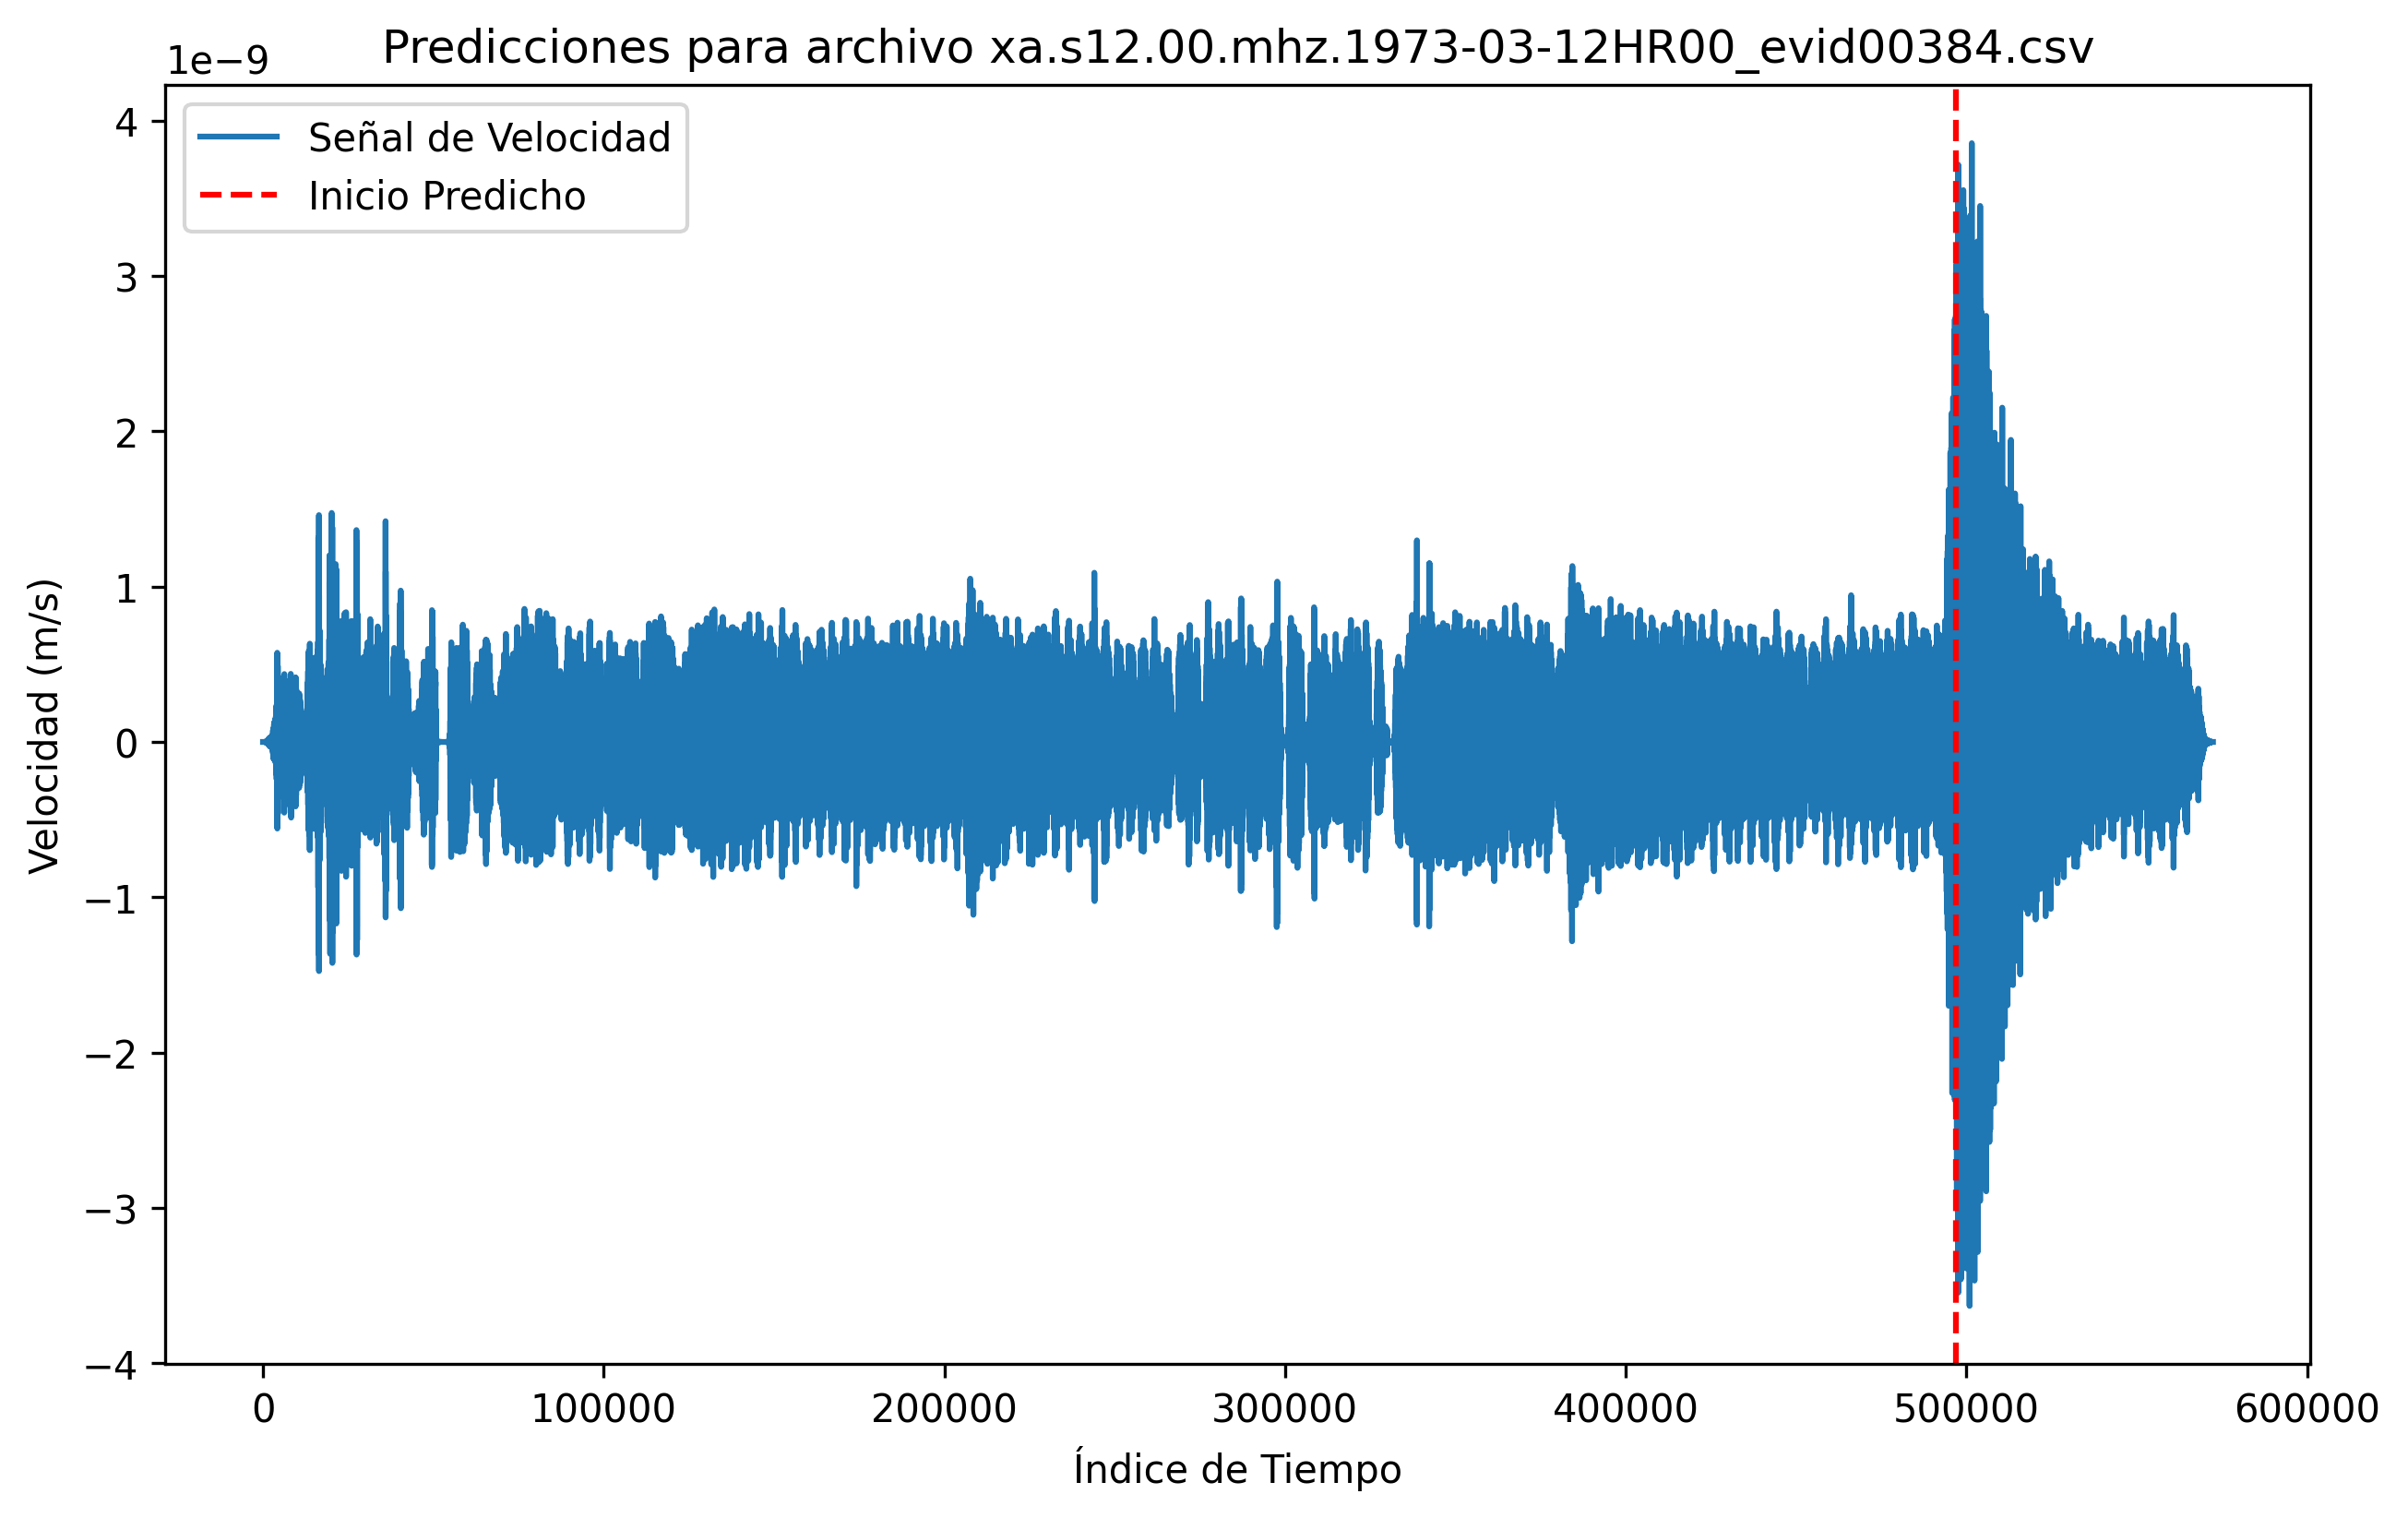 Predicciones para archivo xa.s12.00.mhz.1973-03-12HR00_evid00384.csv
1e−9
Señal de Velocidad
Inicio Predicho
4
3
2
1
0
−1
−2
−3
−4
Velocidad (m/s)
0 100000 200000 300000 400000 500000 600000
Índice de Tiempo